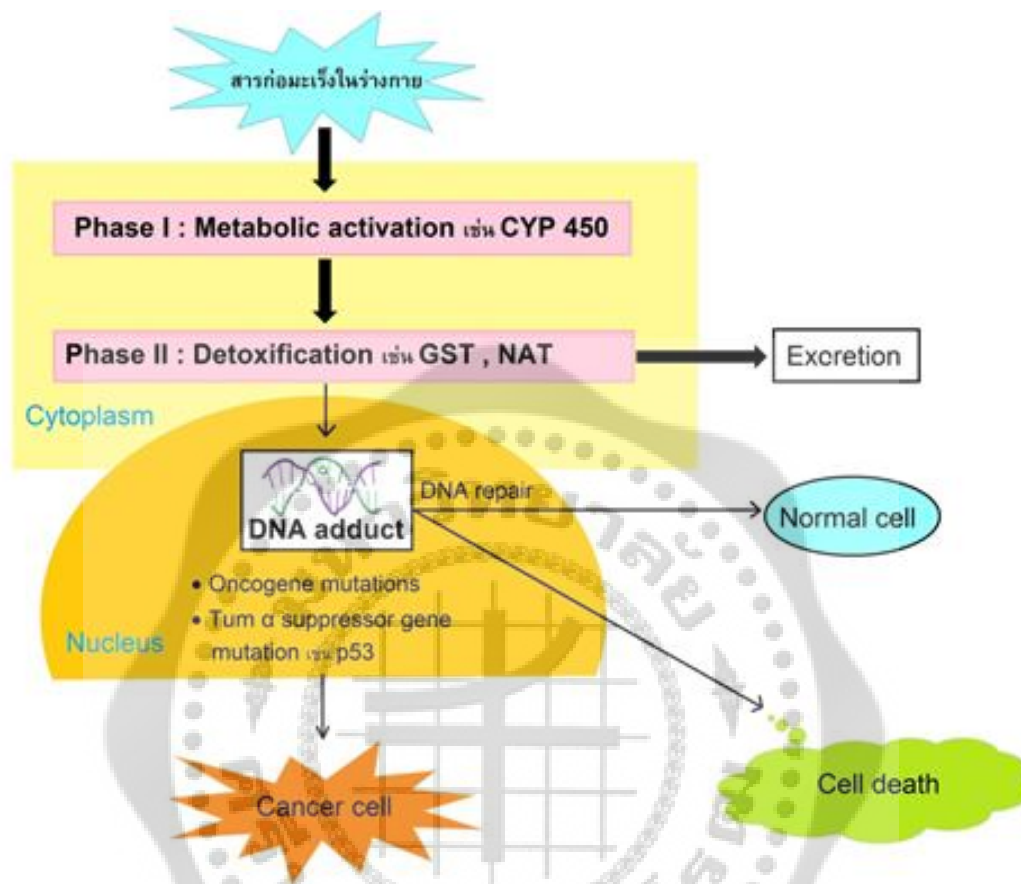 สารก่อมะเร็งในร่างกาย
Phase I : Metabolic activation เช่น CYP 450
Phase II : Detoxification เช่น GST , NAT
Excretion
Cytoplasm
DNA repair
DNA adduct
Normal cell
• Oncogene mutations
• Tum α suppressor gene
mutation เช่น p53
Nucleus
Cancer cell
Cell death